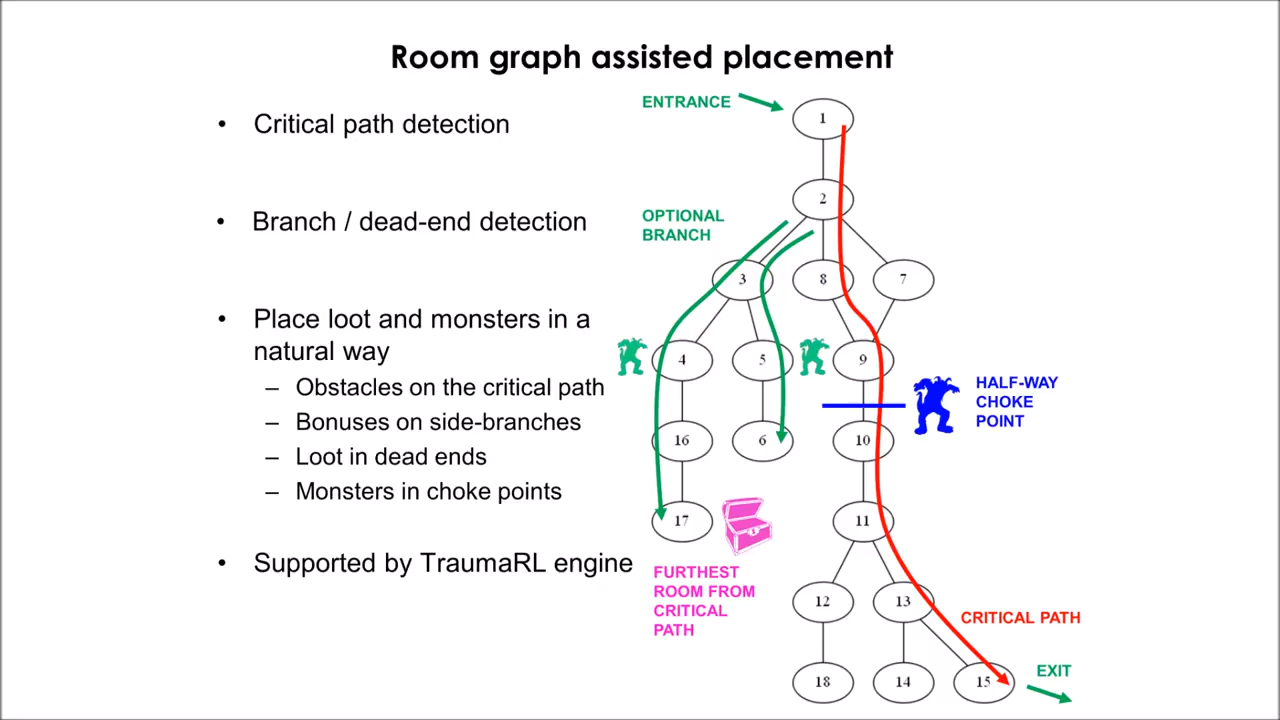 Room graph assisted placement
• Critical path detection
• Branch / dead-end detection
• Place loot and monsters in a
natural way
– Obstacles on the critical path
– Bonuses on side-branches
– Loot in dead ends
– Monsters in choke points
• Supported by TraumaRL engine
ENTRANCE
1
2
OPTIONAL
BRANCH
3
8
7
4
5
9
HALF-WAY
CHOKE
POINT
16
6
10
17
11
FURTHEST
ROOM FROM
CRITICAL
PATH
12
13
CRITICAL PATH
18
14
15
EXIT